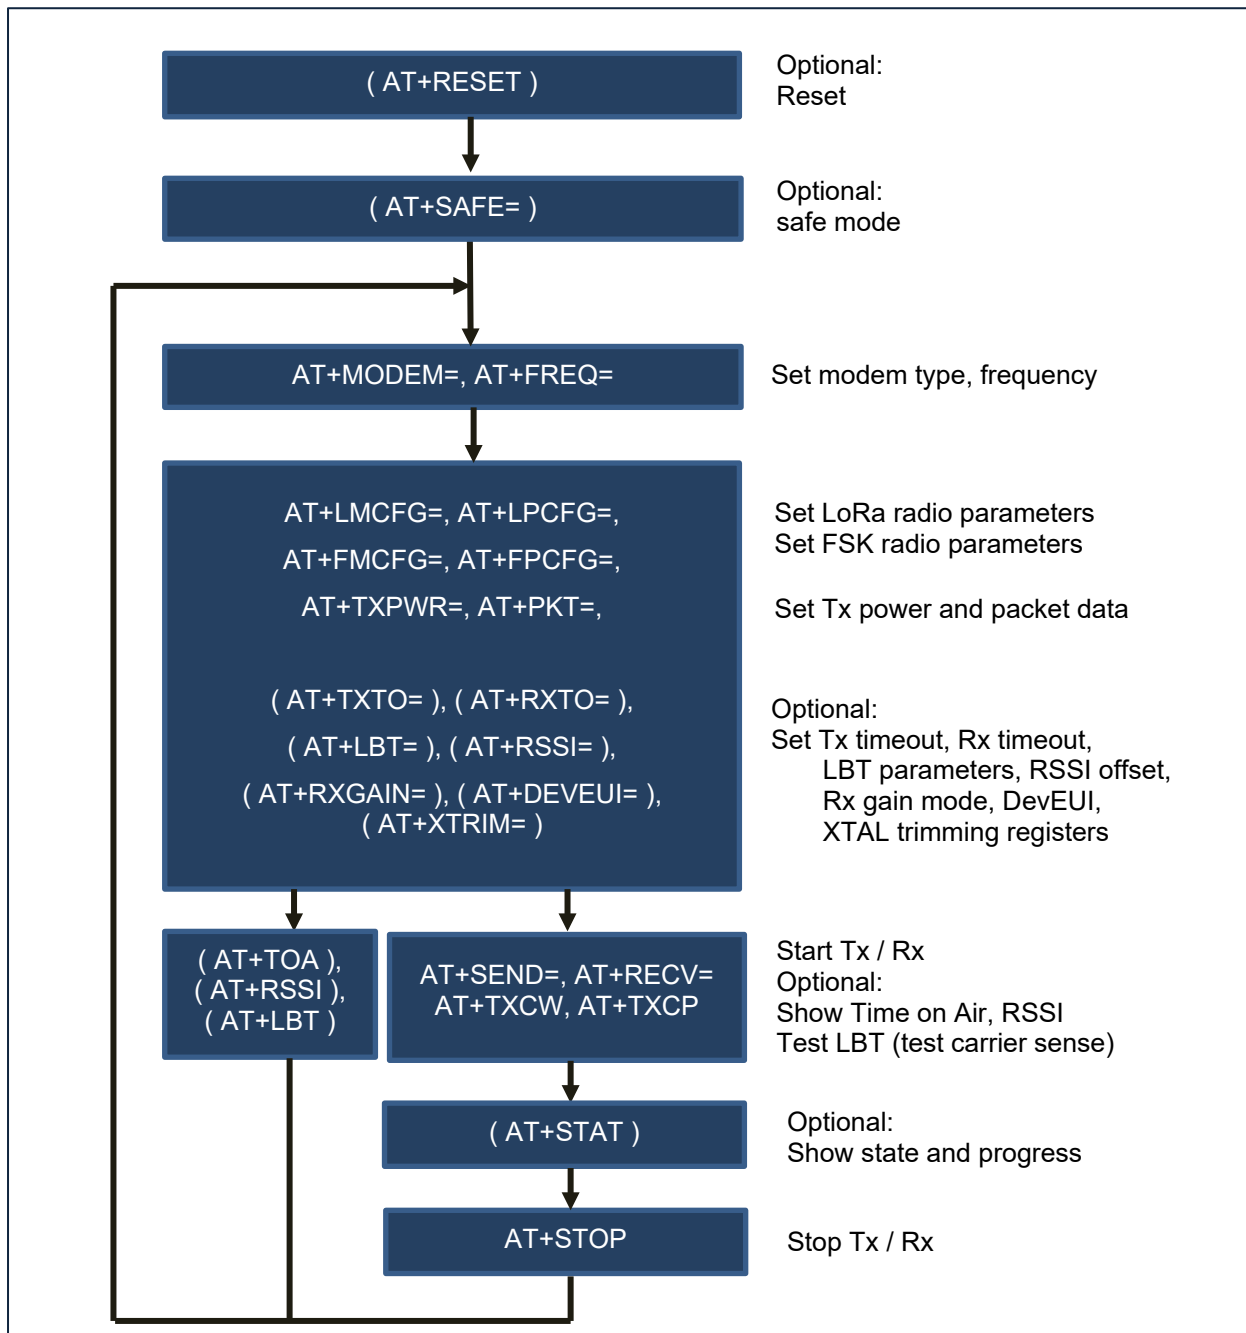 ( AT+RESET )
Optional:
Reset
( AT+SAFE= )
Optional:
safe mode
AT+MODEM=, AT+FREQ=
Set modem type, frequency
AT+LMCFG=, AT+LPCFG=,
Set LoRa radio parameters
AT+FMCFG=, AT+FPCFG=,
Set FSK radio parameters
AT+TXPWR=, AT+PKT=,
Set Tx power and packet data
( AT+TXTO= ), ( AT+RXTO= ),
( AT+LBT= ), ( AT+RSSI= ),
( AT+RXGAIN= ), ( AT+DEVEUI= ),
( AT+XTRIM= )
Optional:
Set Tx timeout, Rx timeout,
LBT parameters, RSSI offset,
Rx gain mode, DevEUI,
XTAL trimming registers
( AT+TOA ),
( AT+RSSI ),
( AT+LBT )
AT+SEND=, AT+RECV=
AT+TXCW, AT+TXCP
Start Tx / Rx
Optional:
Show Time on Air, RSSI
Test LBT (test carrier sense)
( AT+STAT )
Optional:
Show state and progress
AT+STOP
Stop Tx / Rx